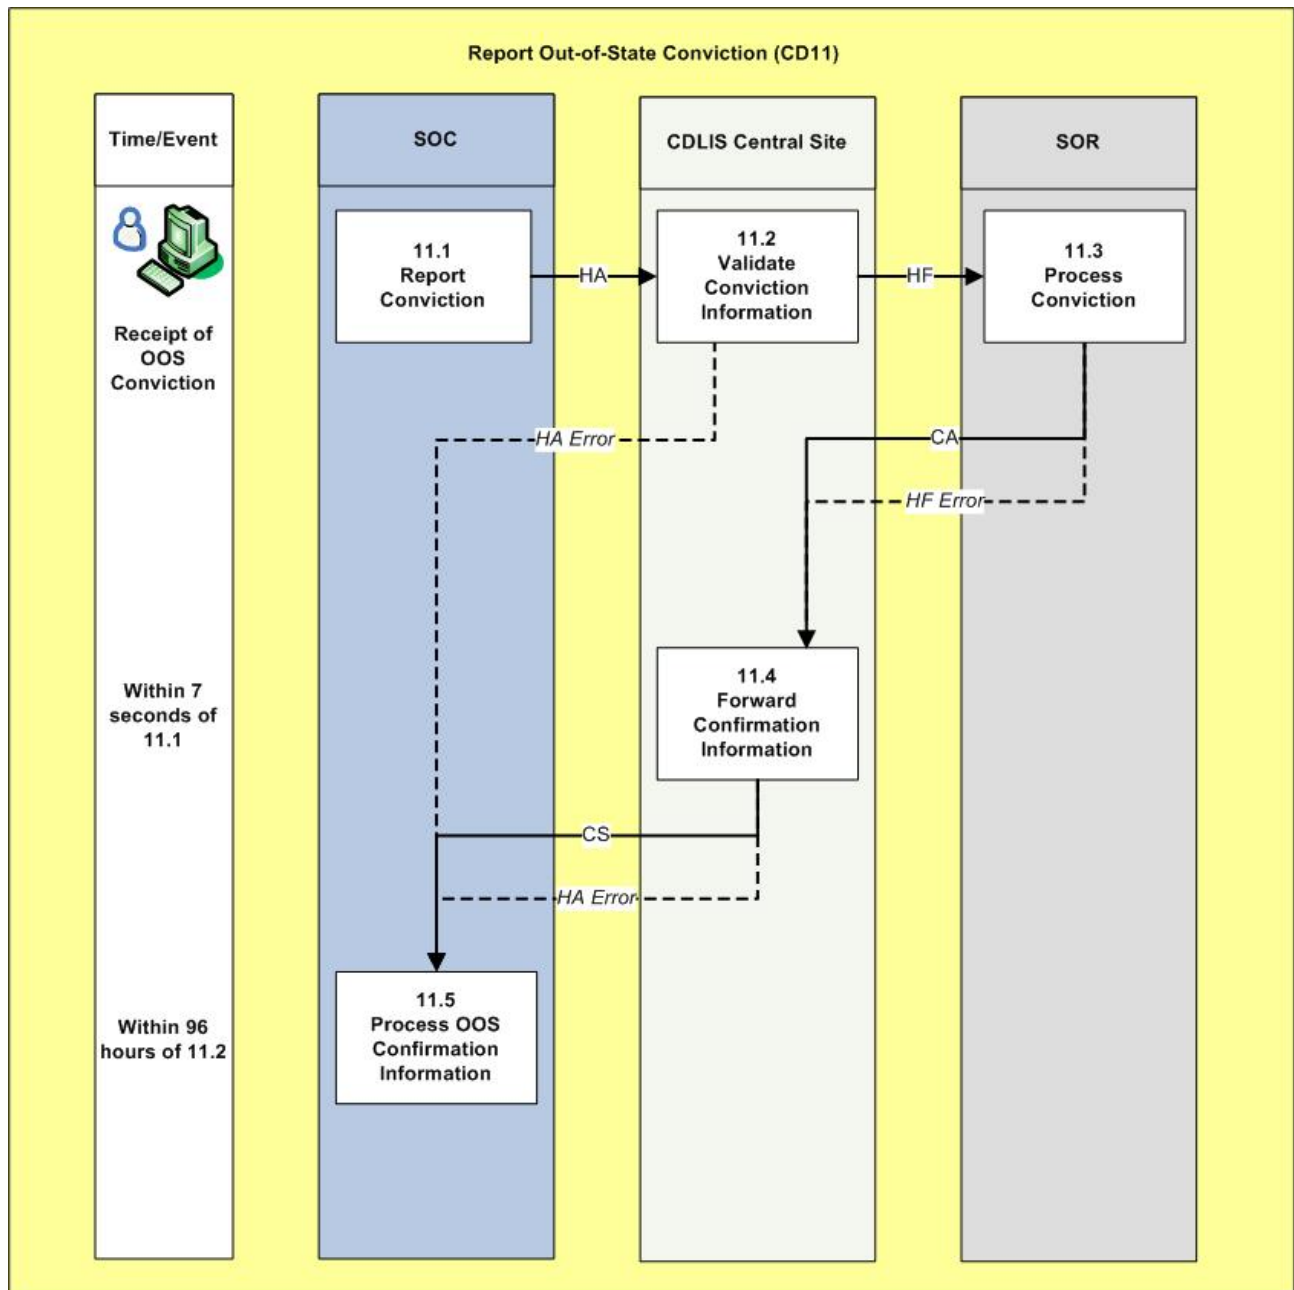 Report Out-of-State Conviction (CD11)
Time/Event
SOC
CDLIS Central Site
SOR
11.1
Report
Conviction
HA
11.2
Validate
Conviction
Information
HF
11.3
Process
Conviction
Receipt of
OOS
Conviction
HA Error
CA
HF Error
Within 7
seconds of
11.1
11.4
Forward
Confirmation
Information
CS
HA Error
Within 96
hours of 11.2
11.5
Process OOS
Confirmation
Information